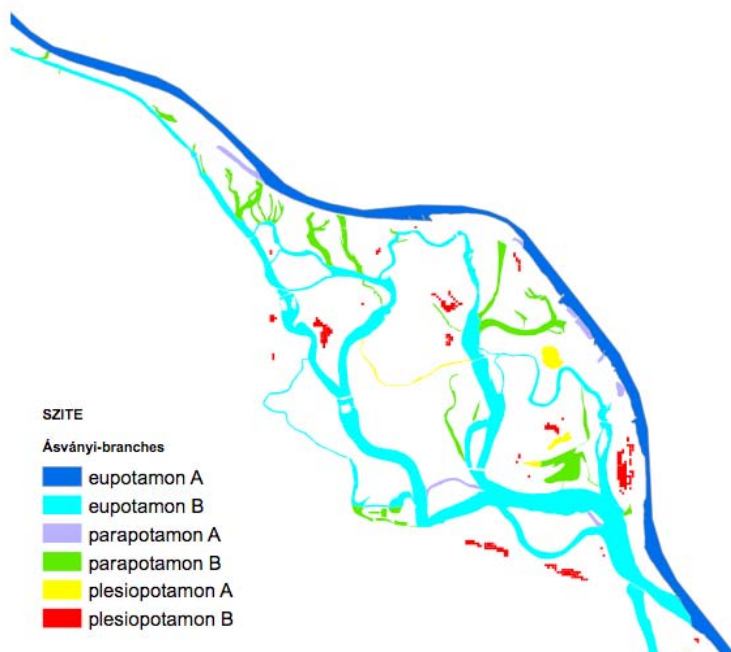 SZITE
Ásványi-branches
eupotamon A
eupotamon B
parapotamon A
parapotamon B
plesiopotamon A
plesiopotamon B